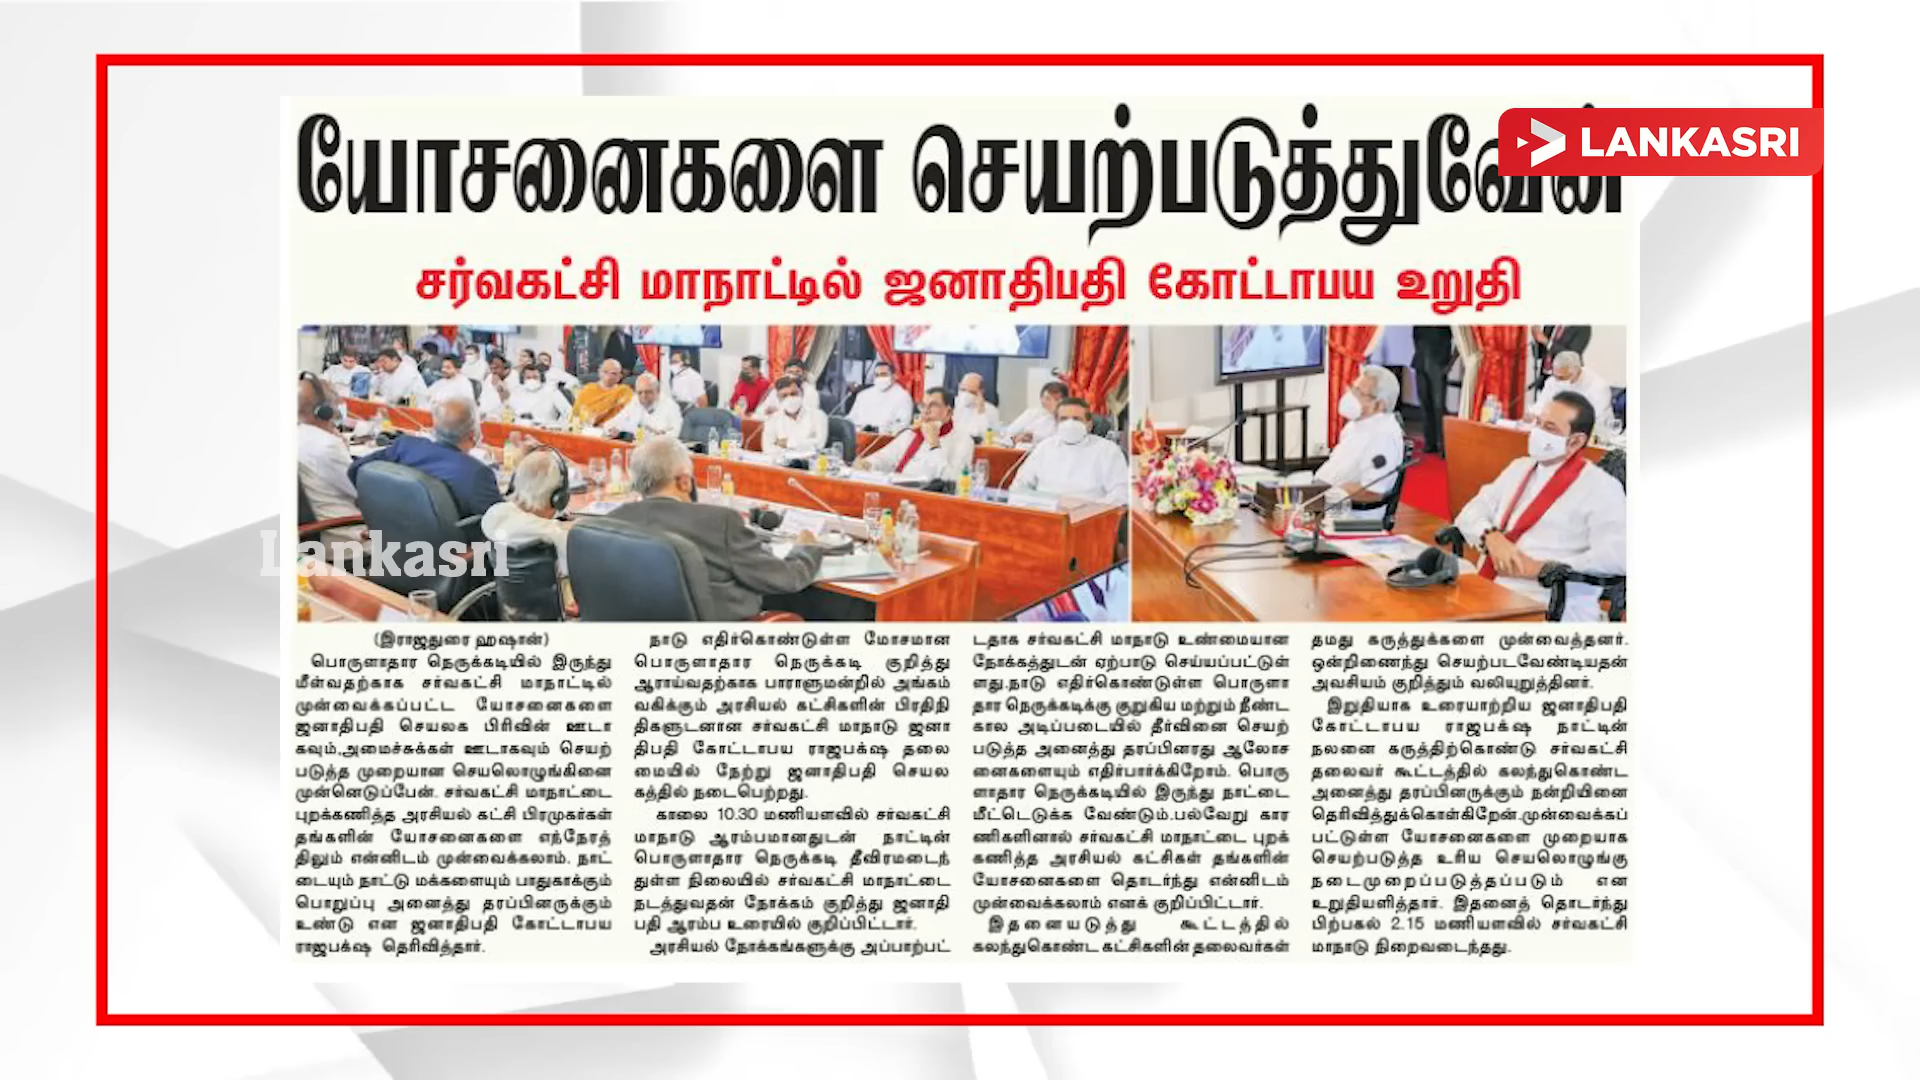 யோசனைகளை செயற்படுத்துவேன்
LANKASRI
சர்வகட்சி மாநாட்டில் ஜனாதிபதி கோட்டாபய உறுதி
Lankasri
(இராஜதுரை ஹஷான்)
பொருளாதார நெருக்கடியில் இருந்து
மீள்வதற்காக சர்வகட்சி மாநாட்டில்
முன்வைக்கப்பட்ட யோசனைகளை
ஜனாதிபதி செயலக பிரிவின் ஊடா
கவும்,அமைச்சுக்கள் ஊடாகவும் செயற்
படுத்த முறையான செயலொழுங்கினை
முன்னெடுப்பேன். சர்வகட்சி மாநாட்டை
புறக்கணித்த அரசியல் கட்சி பிரமுகர்கள்
தங்களின் யோசனைகளை எந்நேரத்
திலும் என்னிடம் முன்வைக்கலாம். நாட்
டையும் நாட்டு மக்களையும் பாதுகாக்கும்
பொறுப்பு அனைத்து தரப்பினருக்கும்
உண்டு என ஜனாதிபதி கோட்டாபய
ராஜபக்ஷ தெரிவித்தார்.
நாடு எதிர்கொண்டுள்ள மோசமான
பொருளாதார நெருக்கடி குறித்து
ஆராய்வதற்காக பாராளுமன்றில் அங்கம்
வகிக்கும் அரசியல் கட்சிகளின் பிரதிநி
திகளுடனான சர்வகட்சி மாநாடு ஜனா
திபதி கோட்டாபய ராஜபக்ஷ தலை
மையில் நேற்று ஜனாதிபதி செயல
கத்தில் நடைபெற்றது.
காலை 10.30 மணியளவில் சர்வகட்சி
மாநாடு ஆரம்பமானதுடன் நாட்டின்
பொருளாதார நெருக்கடி தீவிரமடைந்
துள்ள நிலையில் சர்வகட்சி மாநாட்டை
நடத்துவதன் நோக்கம் குறித்து ஜனாதி
பதி ஆரம்ப உரையில் குறிப்பிட்டார்.
அரசியல் நோக்கங்களுக்கு அப்பாற்பட்
டதாக சர்வகட்சி மாநாடு உண்மையான
நோக்கத்துடன் ஏற்பாடு செய்யப்பட்டுள்
ளது.நாடு எதிர்கொண்டுள்ள பொருளா
தார நெருக்கடிக்கு குறுகிய மற்றும் நீண்ட
கால அடிப்படையில் தீர்வினை செயற்
படுத்த அனைத்து தரப்பினரது ஆலோச
னைகளையும் எதிர்பார்க்கிறோம். பொரு
ளாதார நெருக்கடியில் இருந்து நாட்டை
மீட்டெடுக்க வேண்டும்.பல்வேறு கார
ணிகளினால் சர்வகட்சி மாநாட்டை புறக்
கணித்த அரசியல் கட்சிகள் தங்களின்
யோசனைகளை தொடர்ந்து என்னிடம்
முன்வைக்கலாம் எனக் குறிப்பிட்டார்.
இதனையடுத்து கூட்டத்தில்
கலந்துகொண்ட கட்சிகளின் தலைவர்கள்
தமது கருத்துக்களை முன்வைத்தனர்.
ஒன்றிணைந்து செயற்படவேண்டியதன்
அவசியம் குறித்தும் வலியுறுத்தினர்.
இறுதியாக உரையாற்றிய ஜனாதிபதி
கோட்டாபய ராஜபக்ஷ நாட்டின்
நலனை கருத்திற்கொண்டு சர்வகட்சி
தலைவர் கூட்டத்தில் கலந்துகொண்ட
அனைத்து தரப்பினருக்கும் நன்றியினை
தெரிவித்துக்கொள்கிறேன்.முன்வைக்கப்
பட்டுள்ள யோசனைகளை முறையாக
செயற்படுத்த உரிய செயலொழுங்கு
நடைமுறைப்படுத்தப்படும் என
உறுதியளித்தார். இதனைத் தொடர்ந்து
பிற்பகல் 2.15 மணியளவில் சர்வகட்சி
மாநாடு நிறைவடைந்தது.